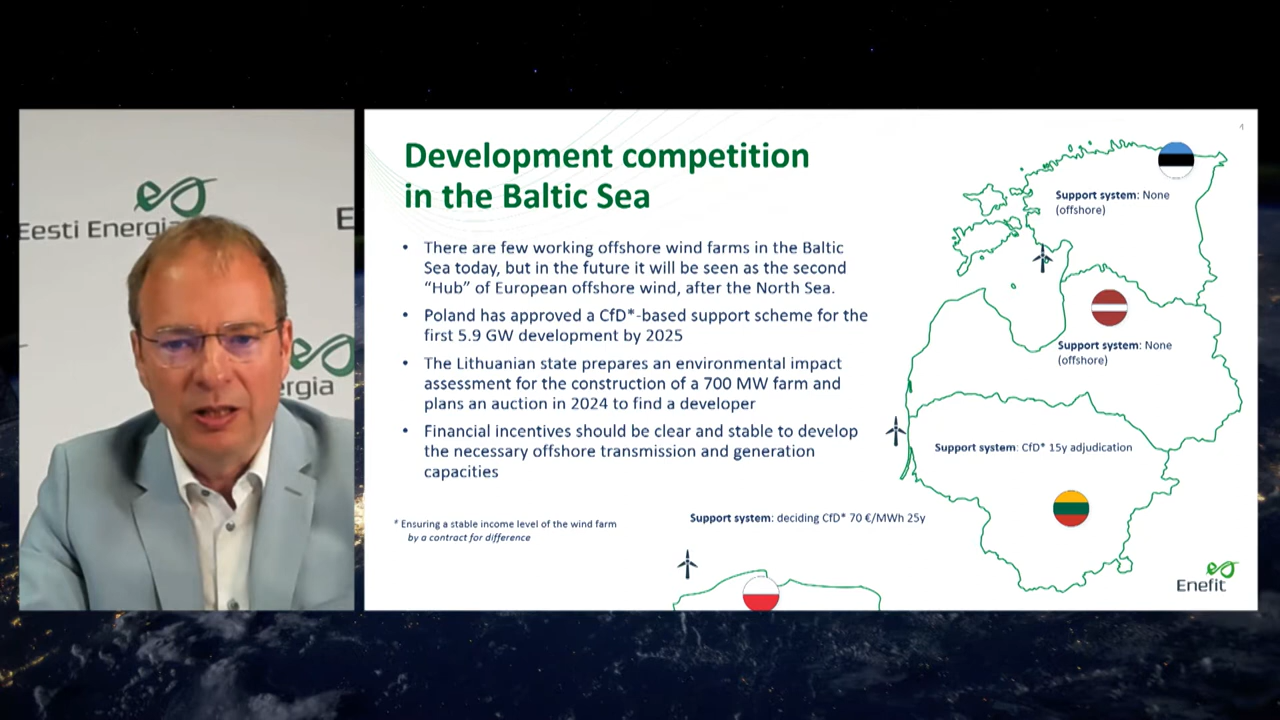 Eesti Energia
E
ergia
4
Development competition
in the Baltic Sea
• There are few working offshore wind farms in the Baltic
Sea today, but in the future it will be seen as the second
“Hub” of European offshore wind, after the North Sea.
• Poland has approved a CfD*-based support scheme for the
first 5.9 GW development by 2025
• The Lithuanian state prepares an environmental impact
assessment for the construction of a 700 MW farm and
plans an auction in 2024 to find a developer
• Financial incentives should be clear and stable to develop
the necessary offshore transmission and generation
capacities
* Ensuring a stable income level of the wind farm
by a contract for difference
Support system: None
(offshore)
Support system: None
(offshore)
Support system: CfD* 15y adjudication
Support system: deciding CfD* 70 €/MWh 25y
Enefit